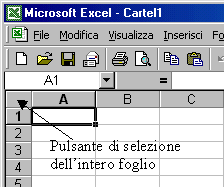 Microsoft Excel - Cartel1
File Modifica Visualizza Inserisci Fo
A1 =
A B C
1
2
3 Pulsante di selezione
4 dell'intero foglio
5